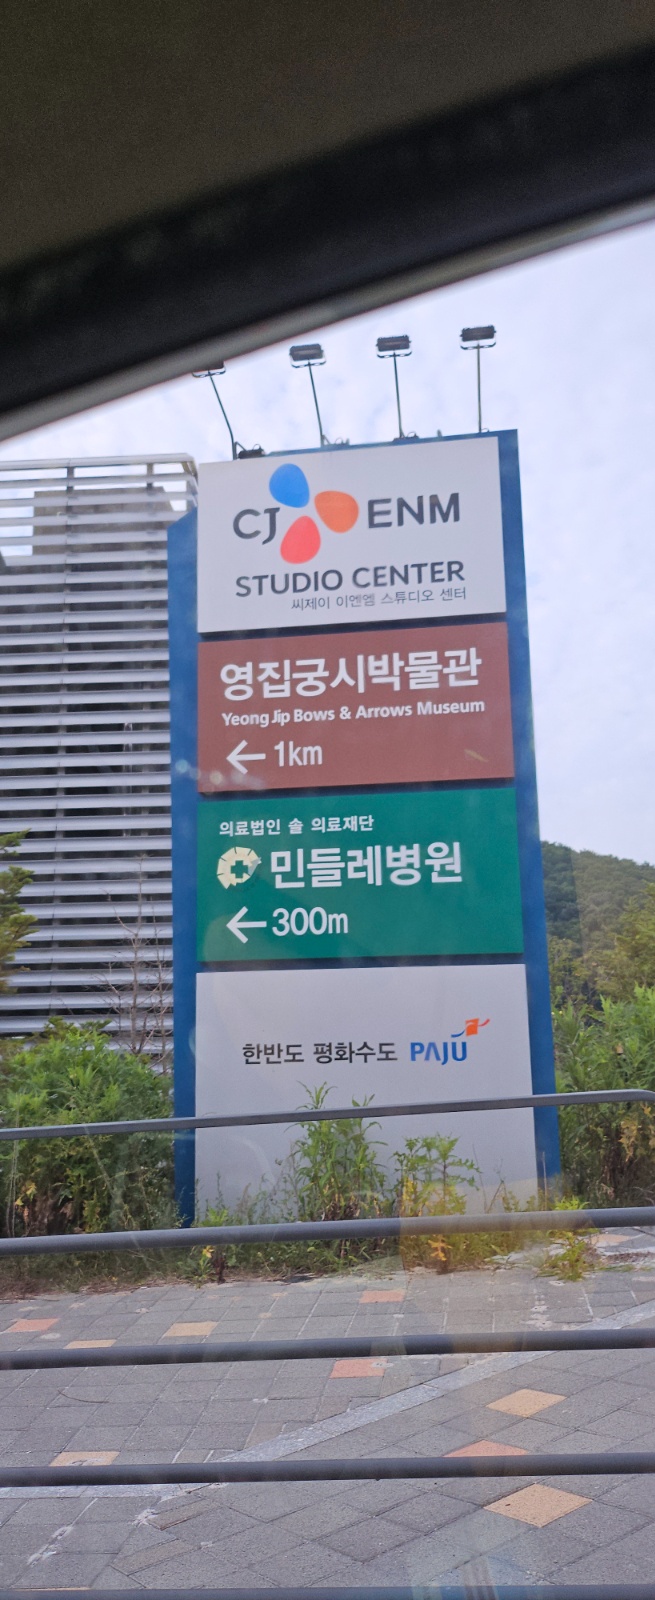 CJ ENM
STUDIO CENTER
씨제이 이엔엠 스튜디오 센터
영집궁시박물관
Yeong Jip Bows & Arrows Museum
← 1km
의료법인 솔 의료재단
민들레병원
← 300m
한반도 평화수도 PAJU